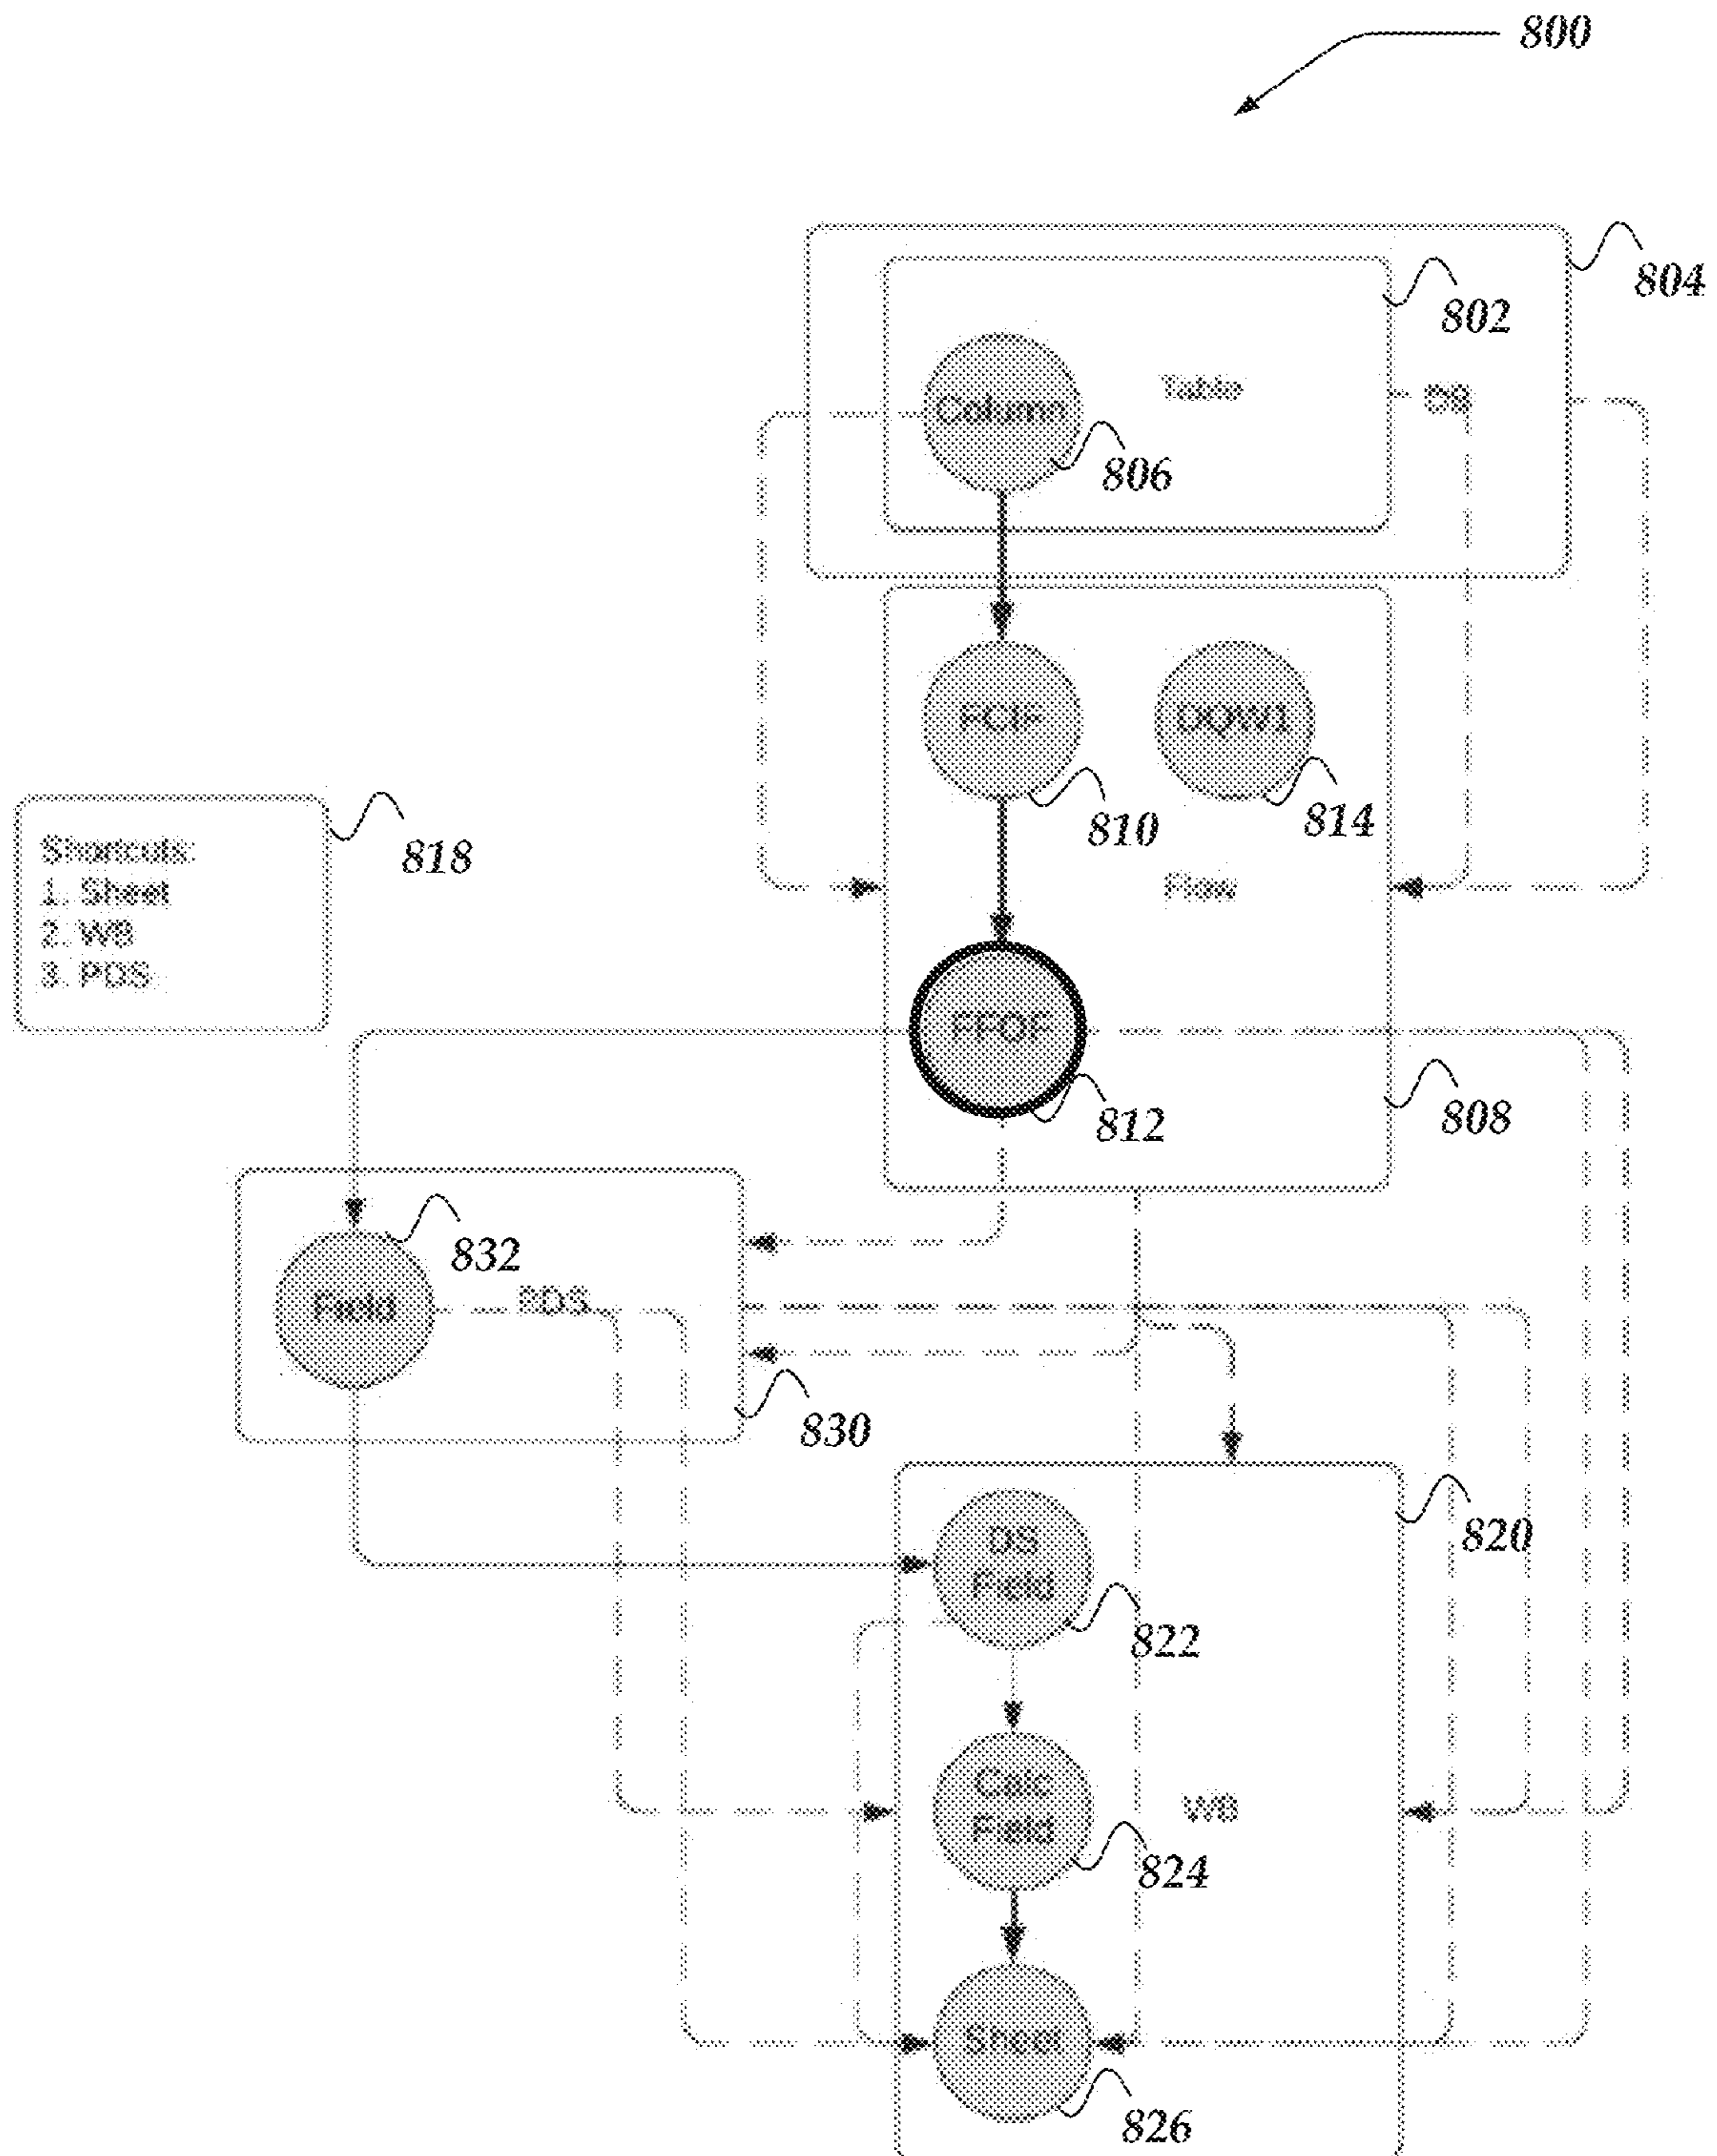 800
804
802
Table
DB
Column
806
FCIF
DQW1
810
814
Flow
818
Shortcuts:
1. Sheet
2. WB
3. PDS
FFOF
812
808
832
Field
PDS
830
820
DS
Field
822
Calc
Field
WB
824
Sheet
826